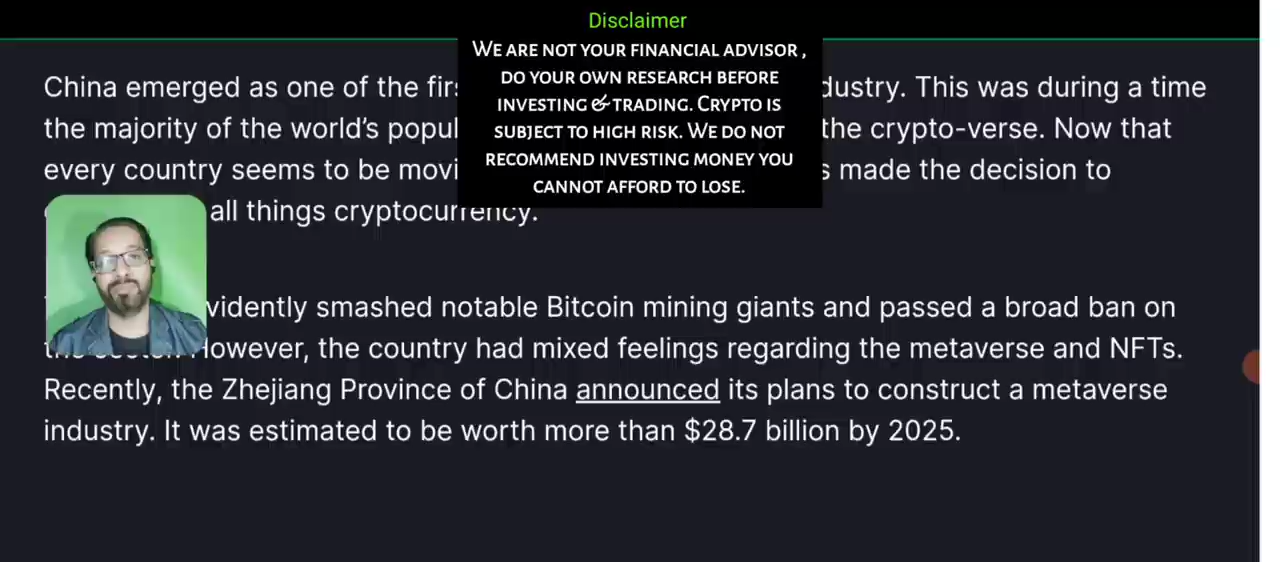 Disclaimer
We are not your financial advisor ,
do your own research before
investing & trading. Crypto is
subject to high risk. We do not
recommend investing money you
cannot afford to lose.
China emerged as one of the dustry. This was during a time
the majority of the world's the crypto-verse. Now that
every country seems to be made the decision to
all things cryptocurrency.
smashed notable Bitcoin mining giants and passed a broad ban on
However, the country had mixed feelings regarding the metaverse and NFTs.
Recently, the Zhejiang Province of China announced its plans to construct a metaverse
industry. It was estimated to be worth more than $28.7 billion by 2025.